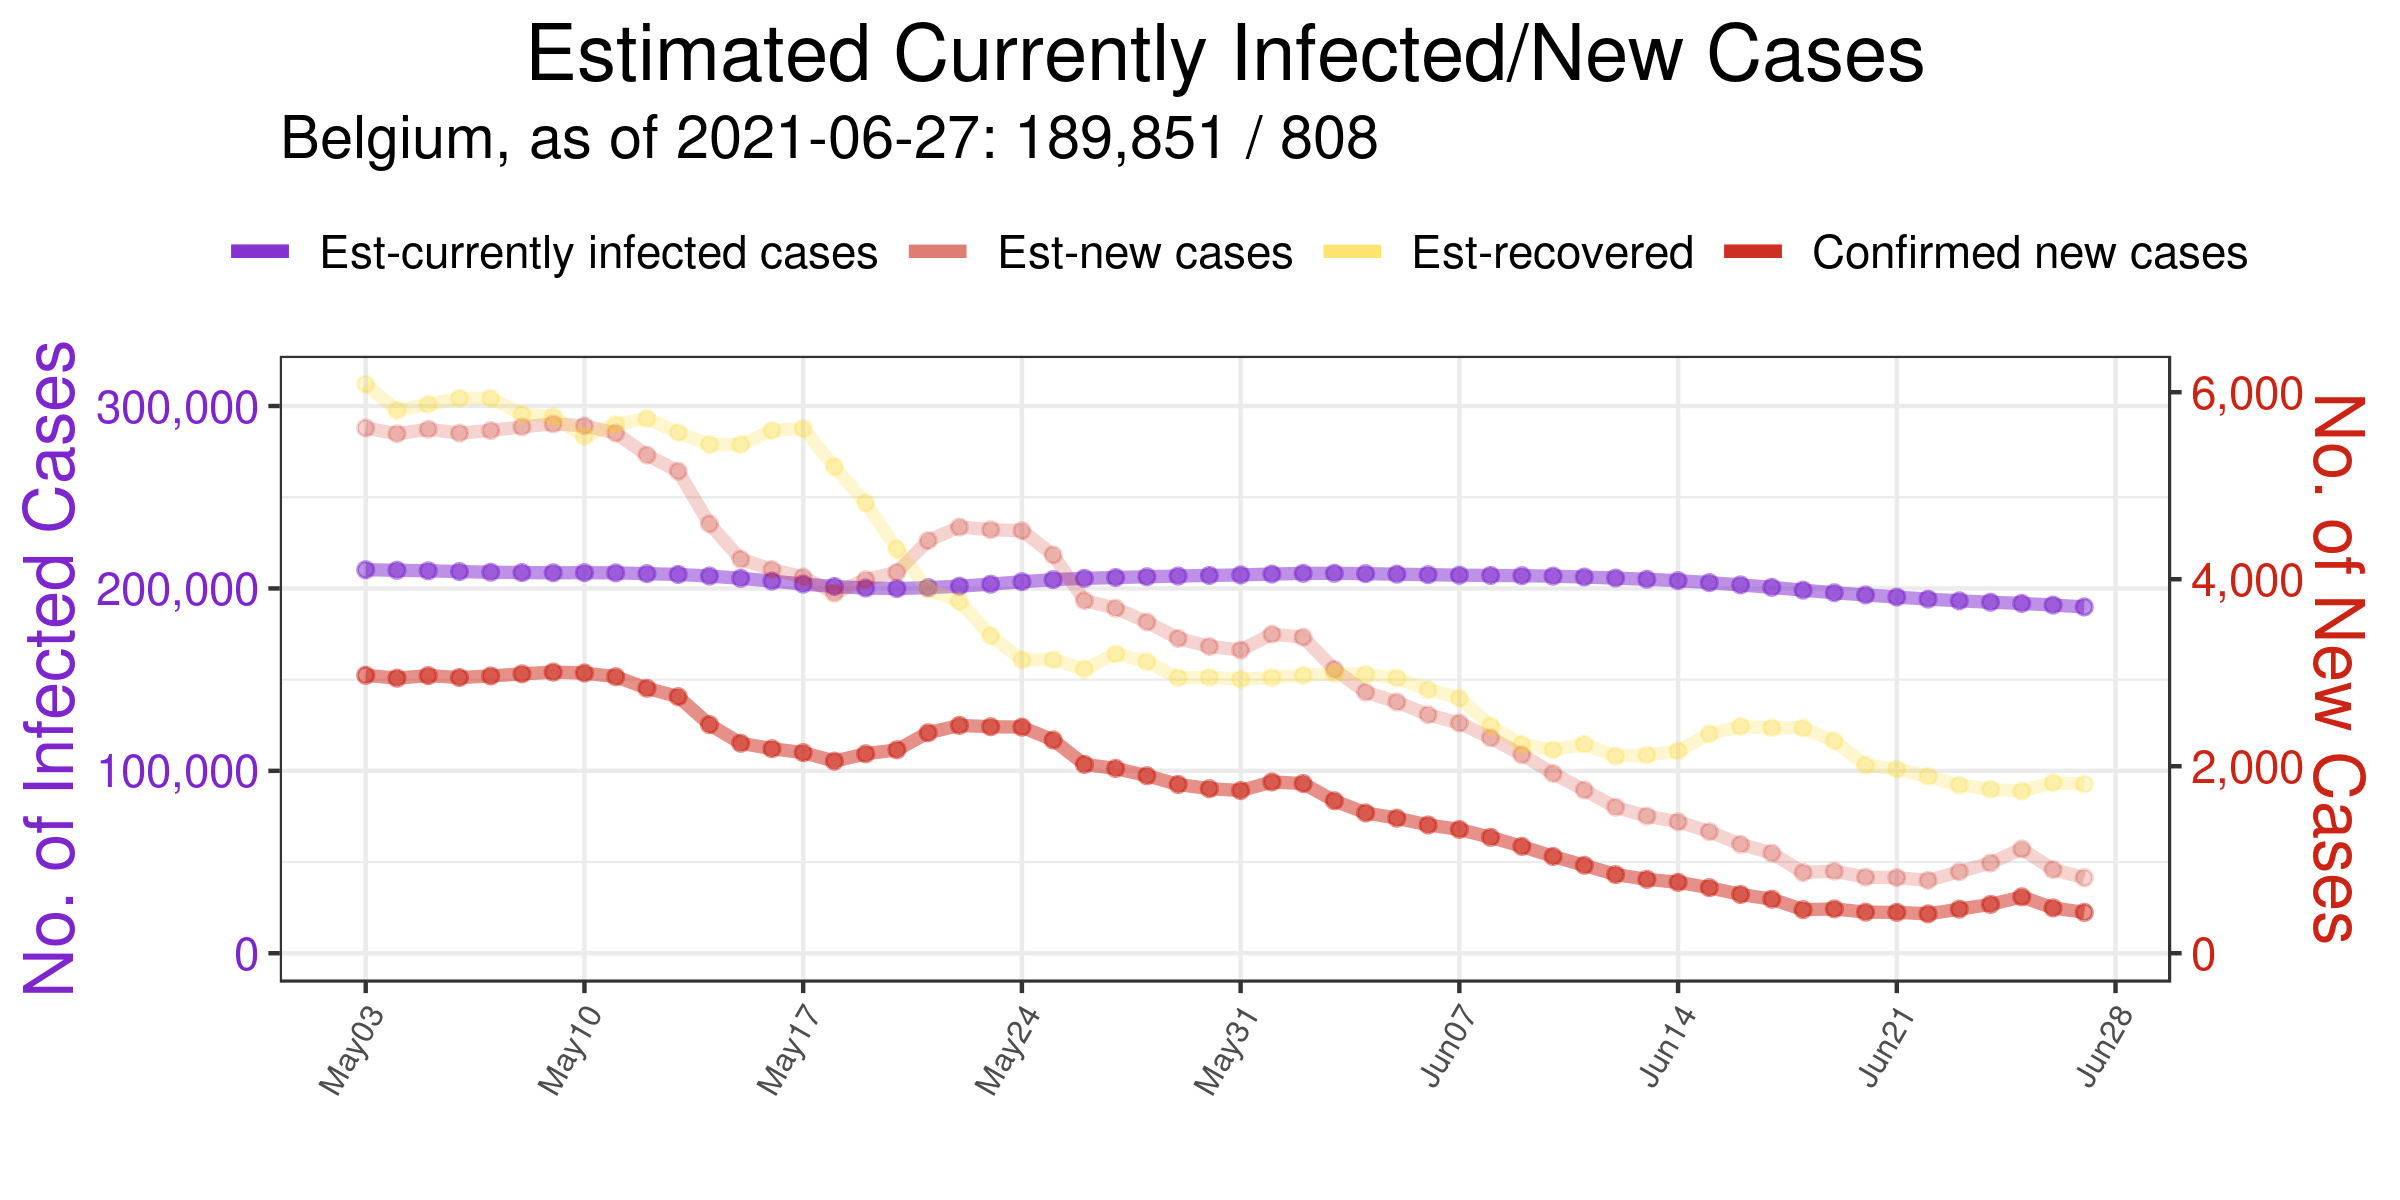 Estimated Currently Infected/New Cases
Belgium, as of 2021-06-27: 189,851 / 808
Est-currently infected cases Est-new cases Est-recovered Confirmed new cases
No. of Infected Cases
300,000
200,000
100,000
0
6,000
4,000
2,000
0
No. of New Cases
May03 May10 May17 May24 May31 Jun07 Jun14 Jun21 Jun28